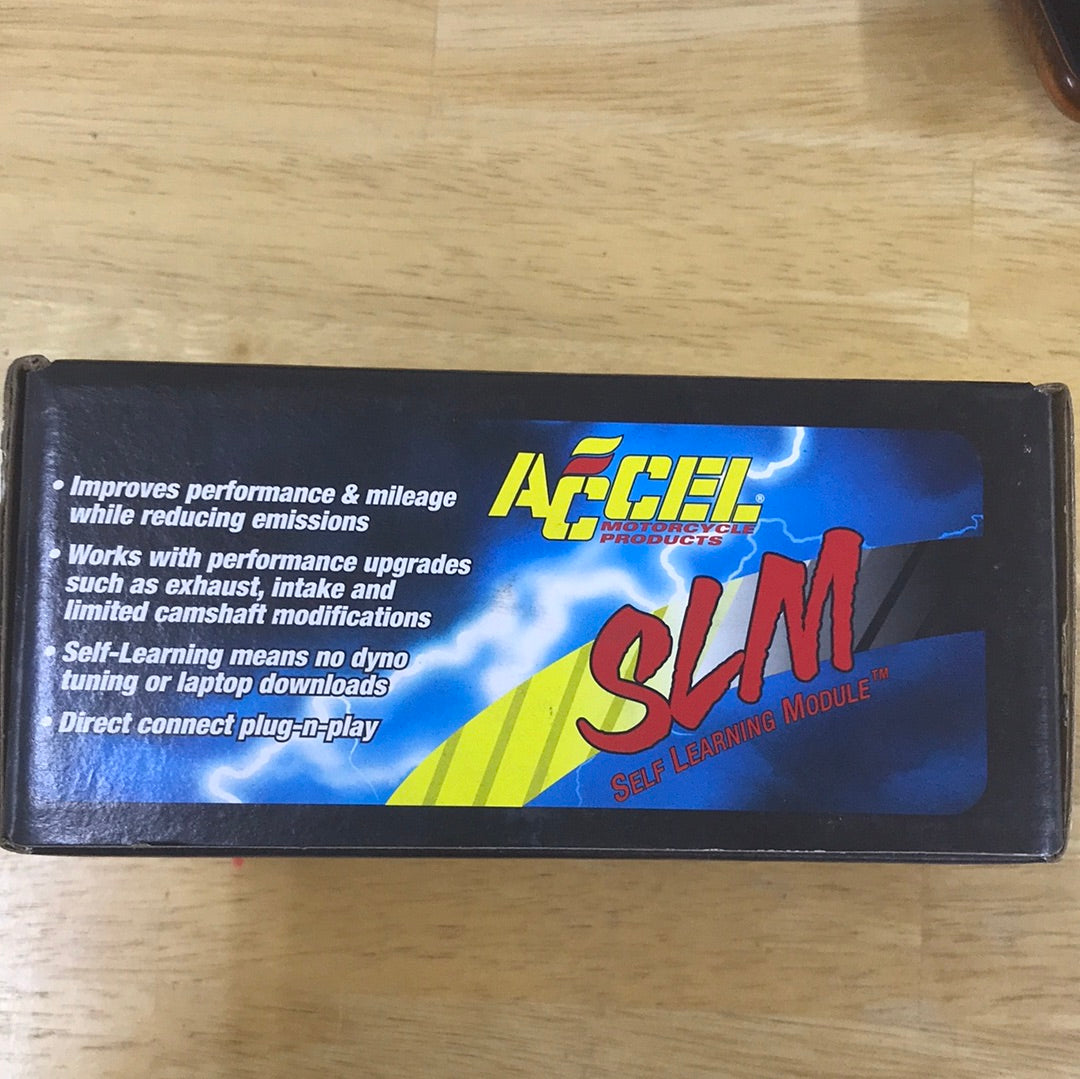 • Improves performance & mileage
while reducing emissions
• Works with performance upgrades
such as exhaust, intake and
limited camshaft modifications
• Self-Learning means no dyno
tuning or laptop downloads
• Direct connect plug-n-play
ACCEL®
MOTORCYCLE
PRODUCTS
SLM
SELF LEARNING MODULE™